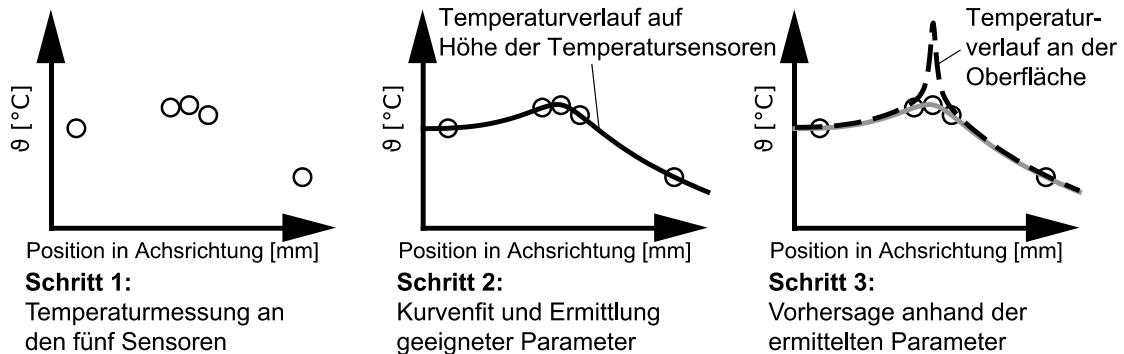 ϑ [°C]
Position in Achsrichtung [mm]
Schritt 1:
Temperaturmessung an
den fünf Sensoren
Temperaturverlauf auf
Höhe der Temperatursensoren
ϑ [°C]
Position in Achsrichtung [mm]
Schritt 2:
Kurvenfit und Ermittlung
geeigneter Parameter
Temperatur-
verlauf an der
Oberfläche
ϑ [°C]
Position in Achsrichtung [mm]
Schritt 3:
Vorhersage anhand der
ermittelten Parameter